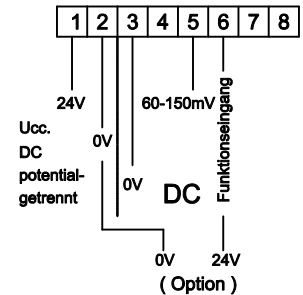 1 2 3 4 5 6 7 8
24V
60-150mV
Funktionseingang
Ucc.
DC
potential-
getrennt
0V
0V
DC
0V
24V
( Option )